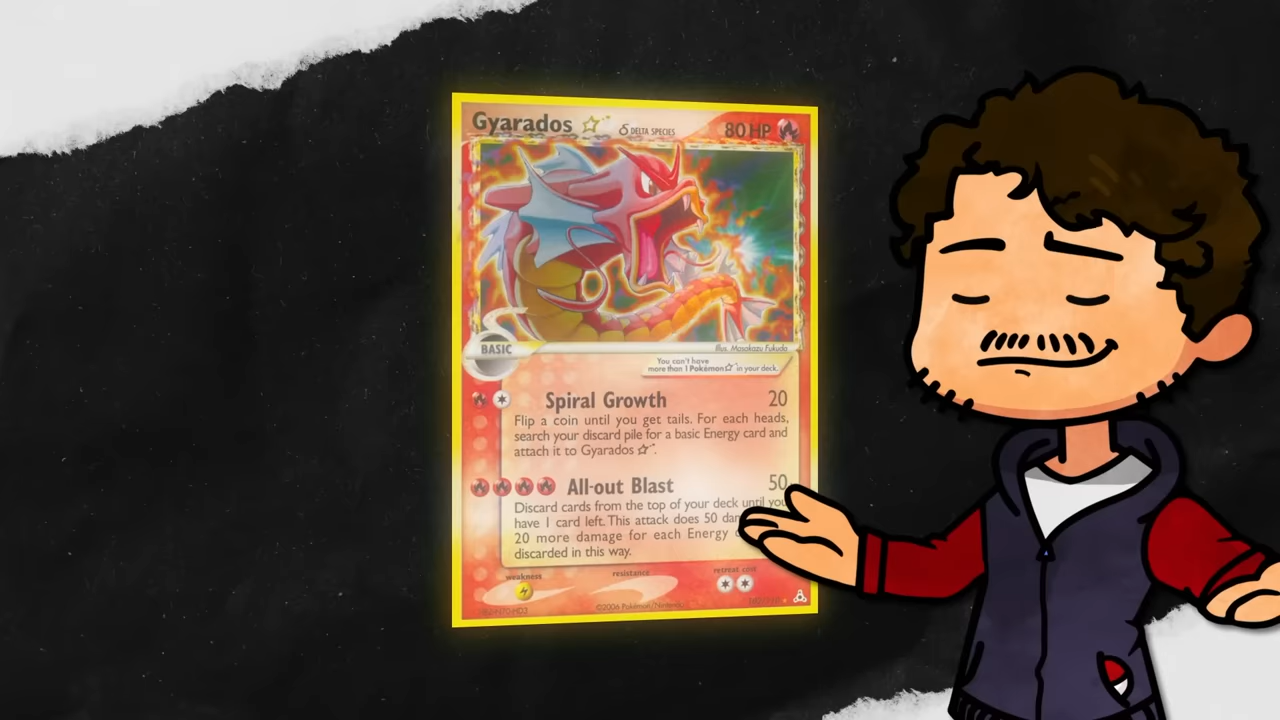 Gyarados ☆ δ DELTA SPECIES 80 HP
BASIC
Illus. Masakazu Fukuda
You can't have
more than 1 Pokémon☆ in your deck.
Spiral Growth 20
Flip a coin until you get tails. For each heads,
search your discard pile for a basic Energy card and
attach it to Gyarados ☆.
All-out Blast 50
Discard cards from the top of your deck until you
have 1 card left. This attack does 50
20 more damage for each Energy
discarded in this way.
weakness resistance retreat cost
©2006 Pokémon/Nintendo